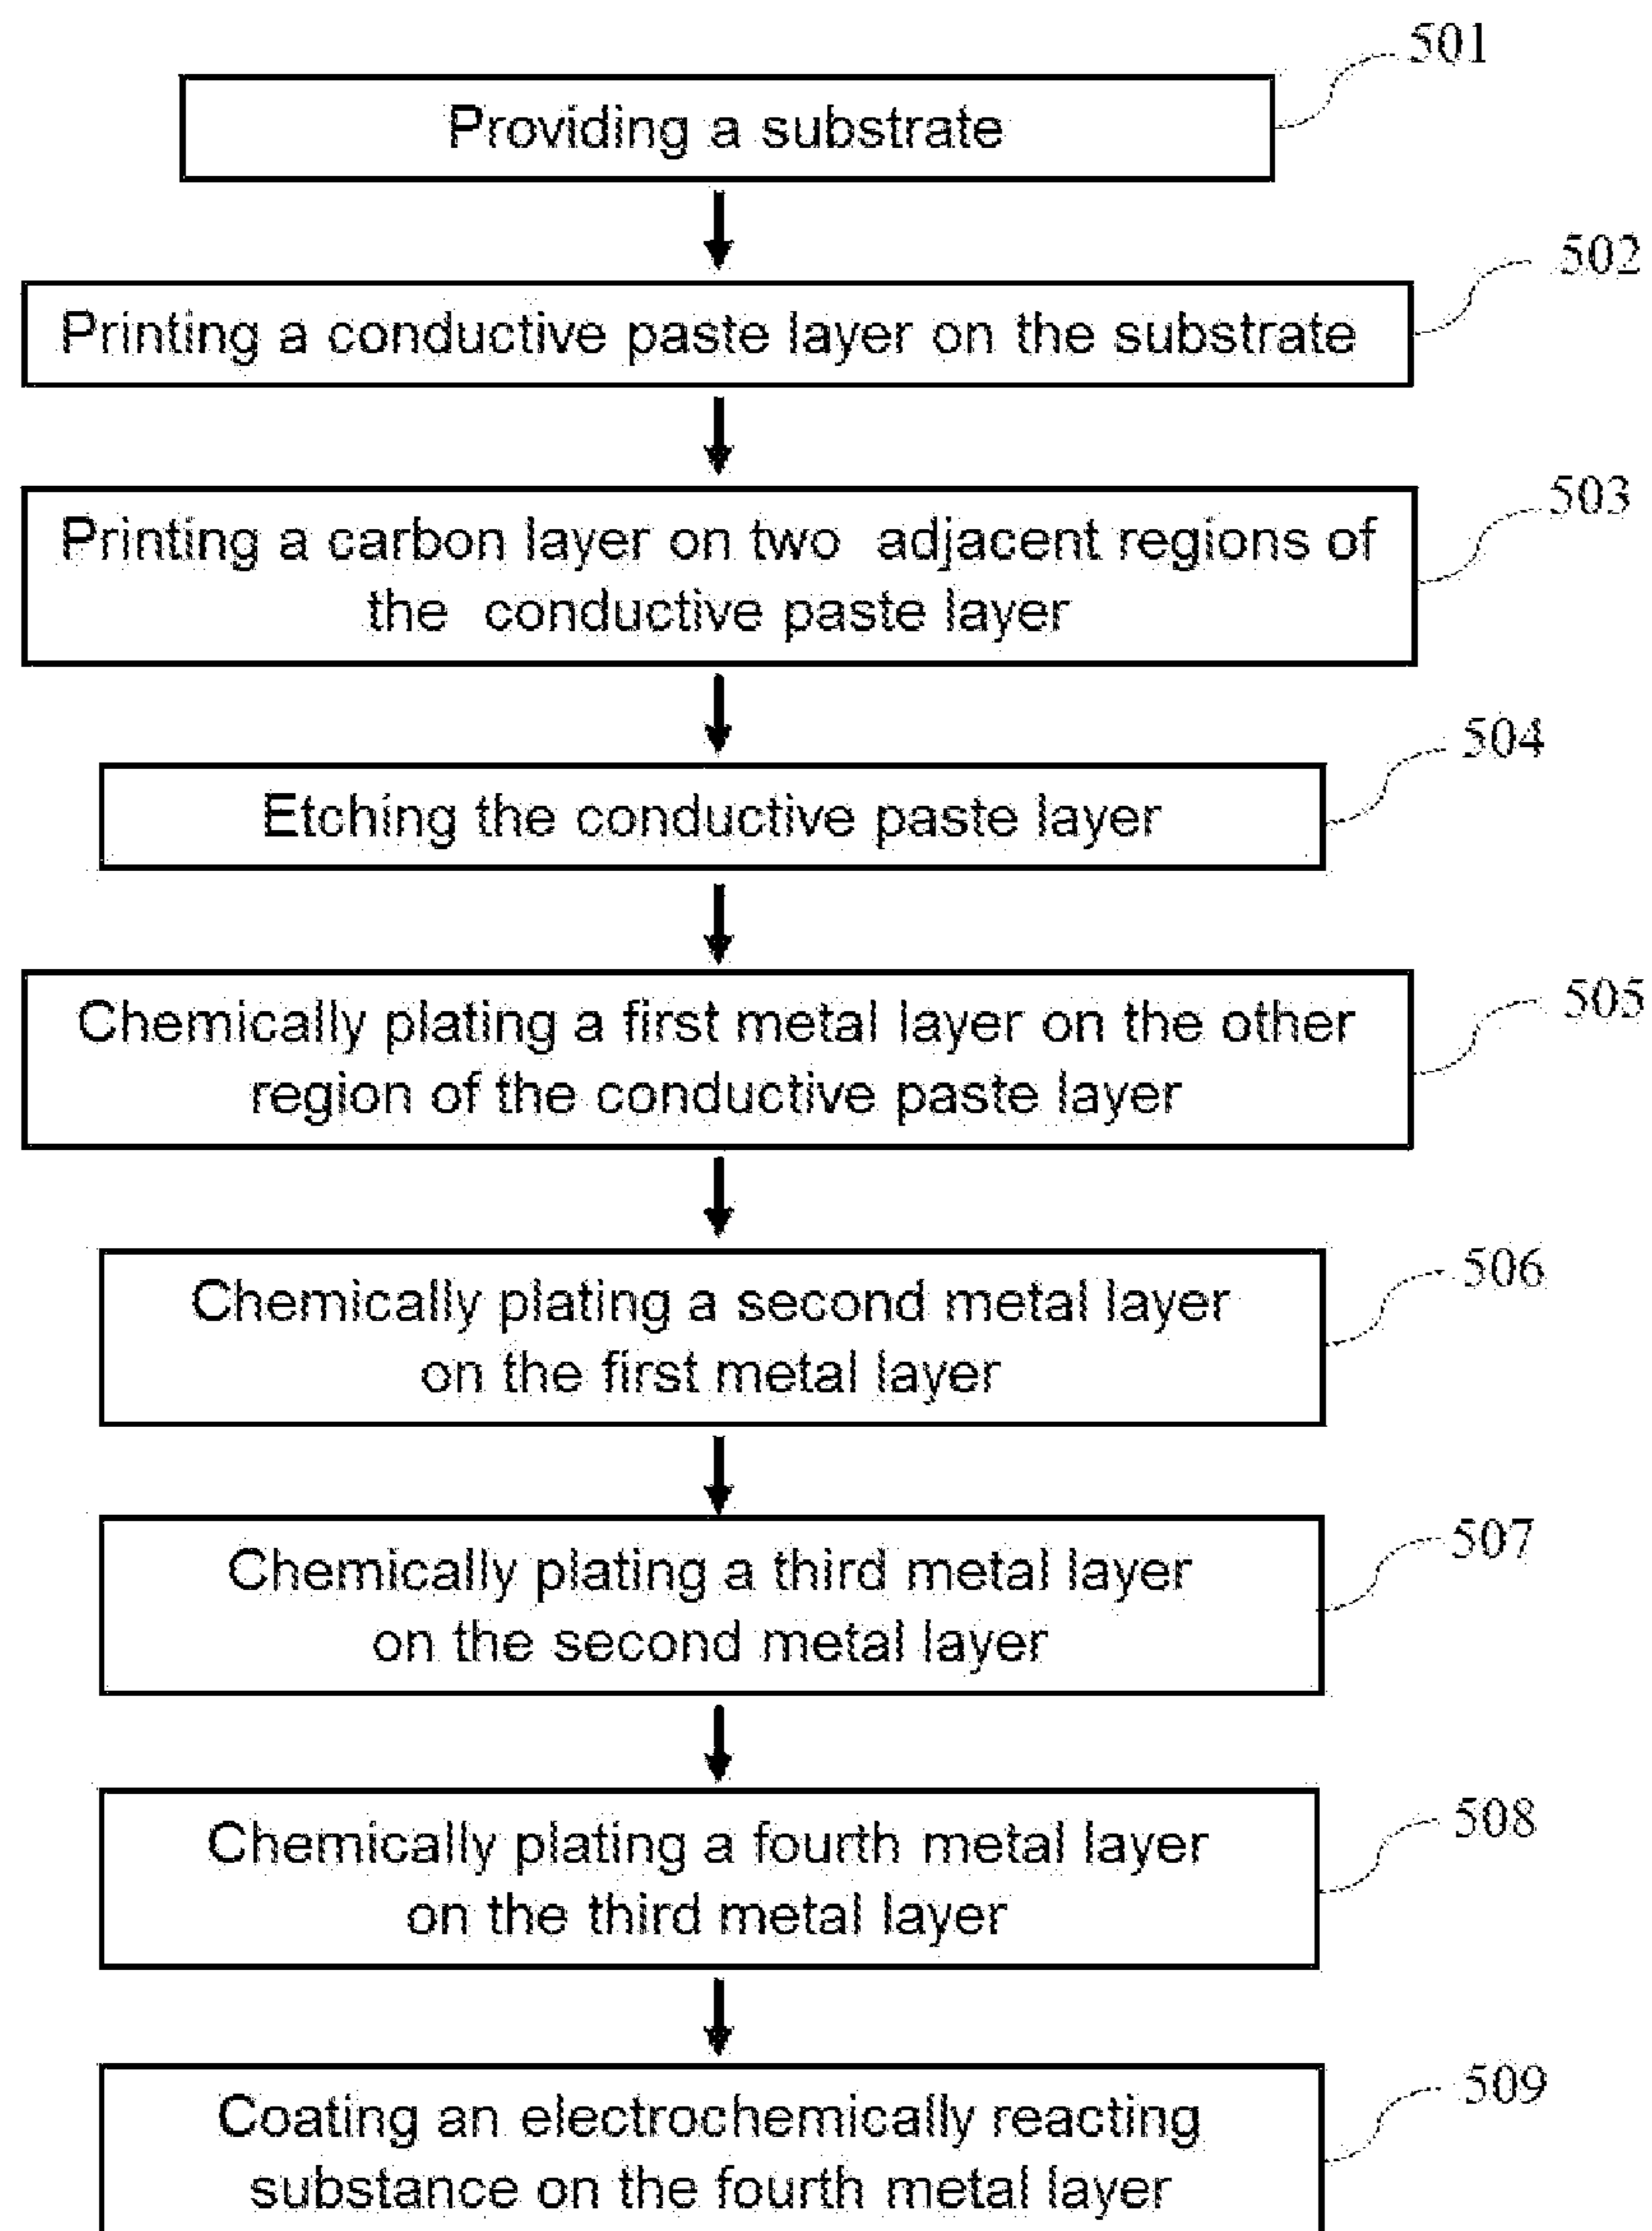 501
Providing a substrate
502
Printing a conductive paste layer on the substrate
503
Printing a carbon layer on two adjacent regions of
the conductive paste layer
504
Etching the conductive paste layer
505
Chemically plating a first metal layer on the other
region of the conductive paste layer
506
Chemically plating a second metal layer
on the first metal layer
507
Chemically plating a third metal layer
on the second metal layer
508
Chemically plating a fourth metal layer
on the third metal layer
509
Coating an electrochemically reacting
substance on the fourth metal layer